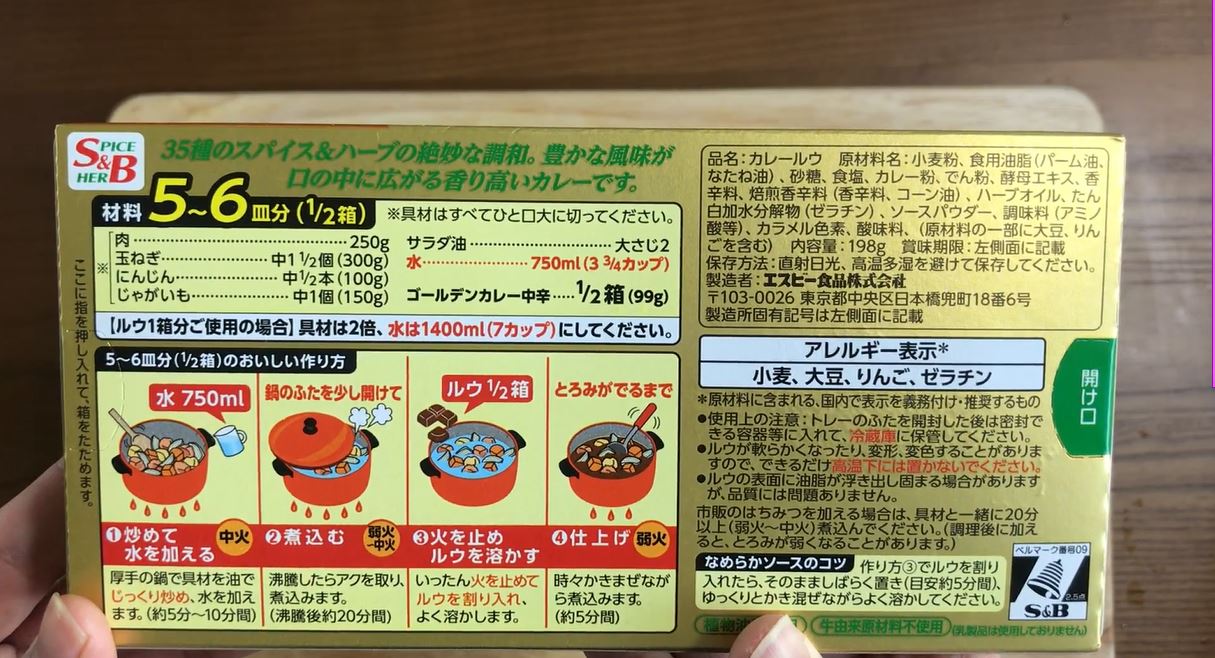 SPICE
S&B
HERB
35種のスパイス&ハーブの絶妙な調和。豊かな風味が
口の中に広がる香り高いカレーです。
材料 5~6皿分(1/2箱) ※具材はすべてひと口大に切ってください。
※
肉 250g
玉ねぎ 中1 1/2個(300g)
にんじん 中1/2本(100g)
じゃがいも 中1個(150g)
サラダ油 大さじ2
水 750ml(3 3/4カップ)
ゴールデンカレー中辛 1/2箱(99g)
【ルウ1箱分ご使用の場合】具材は2倍、水は1400ml(7カップ)にしてください。
ここに指を押し入れて、箱をたためます。
5~6皿分(1/2箱)のおいしい作り方
水 750ml
①炒めて
水を加える
中火
厚手の鍋で具材を油で
じっくり炒め、水を加え
ます。(約5分~10分間)
鍋のふたを少し開けて
②煮込む
弱火
~中火
沸騰したらアクを取り、
煮込みます。
(沸騰後約20分間)
ルウ1/2箱
③火を止め
ルウを溶かす
いったん火を止めて
ルウを割り入れ、
よく溶かします。
とろみがでるまで
④仕上げ
弱火
時々かきまぜなが
ら煮込みます。
(約5分間)
品名:カレールウ 原材料名:小麦粉、食用油脂(パーム油、
なたね油)、砂糖、食塩、カレー粉、でん粉、酵母エキス、香
辛料、焙煎香辛料(香辛料、コーン油)、ハーブオイル、たん
白加水分解物(ゼラチン)、ソースパウダー、調味料(アミノ
酸等)、カラメル色素、酸味料、(原材料の一部に大豆、りん
ごを含む) 内容量:198g 賞味期限:左側面に記載
保存方法:直射日光、高温多湿を避けて保存してください。
製造者:エスビー食品株式会社
〒103-0026 東京都中央区日本橋兜町18番6号
製造所固有記号は左側面に記載
アレルギー表示*
小麦、大豆、りんご、ゼラチン
*原材料に含まれる、国内で表示を義務付け・推奨するもの
●使用上の注意:トレーのふたを開封した後は密封で
きる容器等に入れて、冷蔵庫に保管してください。
●ルウが軟らかくなったり、変形、変色することがありま
すので、できるだけ高温下には置かないでください。
●ルウの表面に油脂が浮き出し固まる場合があります
が、品質には問題ありません。
市販のはちみつを加える場合は、具材と一緒に20分
以上(弱火~中火)煮込んでください。(調理後に加え
ると、とろみが弱くなることがあります。)
開け口
なめらかソースのコツ 作り方③でルウを割り
入れたら、そのまましばらく置き(目安約5分間)、
ゆっくりとかき混ぜながらよく溶かしてください。
ベルマーク番号09
2.5点
S&B
植物油 用
牛由来原材料不使用 (乳製品は使用しておりません)